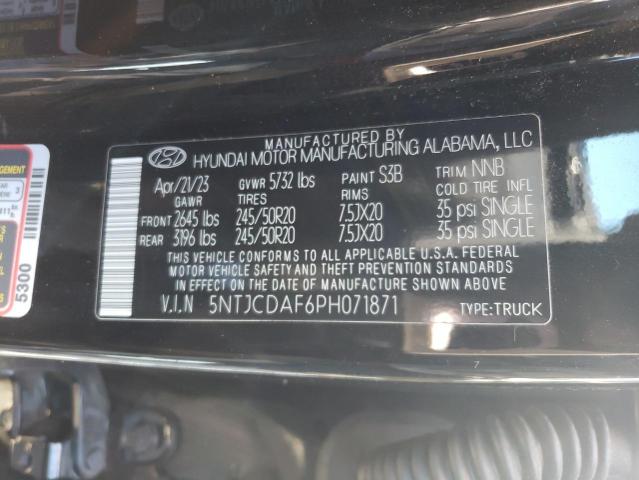 MANUFACTURED BY
HYUNDAI MOTOR MANUFACTURING ALABAMA, LLC
Apr/21/23 GVWR 5732 lbs PAINT S3B TRIM NNB
GAWR TIRES RIMS COLD TIRE INFL
FRONT 2645 lbs 245/50R20 7.5JX20 35 psi SINGLE
REAR 3196 lbs 245/50R20 7.5JX20 35 psi SINGLE
THIS VEHICLE CONFORMS TO ALL APPLICABLE U.S.A. FEDERAL
MOTOR VEHICLE SAFETY AND THEFT PREVENTION STANDARDS
IN EFFECT ON THE DATE OF MANUFACTURE SHOWN ABOVE.
V.I.N 5NTJCDAF6PH071871 TYPE:TRUCK
3
5300